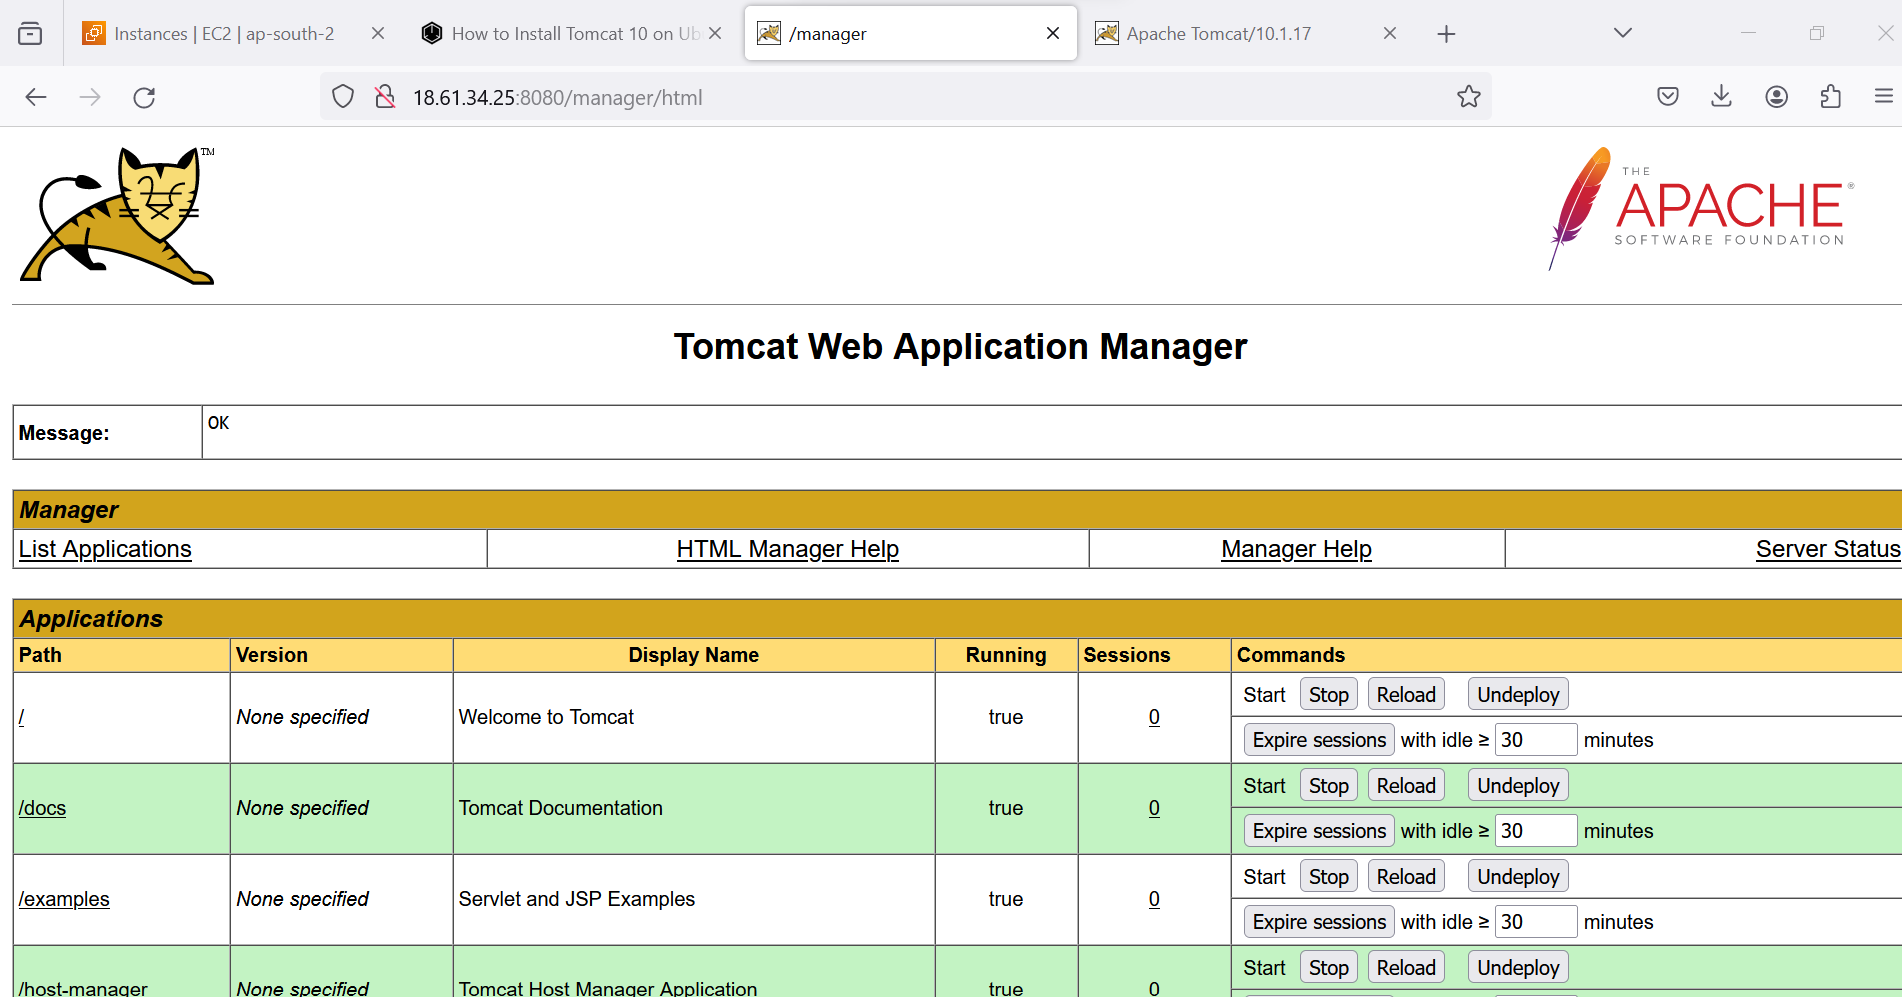 Instances | EC2 | ap-south-2
How to Install Tomcat 10 on Ub
/manager
Apache Tomcat/10.1.17
18.61.34.25:8080/manager/html
TM
THE
APACHE®
SOFTWARE FOUNDATION
Tomcat Web Application Manager
Message: OK
Manager
List Applications HTML Manager Help Manager Help Server Status
Applications
Path Version Display Name Running Sessions Commands
/ None specified Welcome to Tomcat true 0 Start Stop Reload Undeploy
Expire sessions with idle ≥ 30 minutes
/docs None specified Tomcat Documentation true 0 Start Stop Reload Undeploy
Expire sessions with idle ≥ 30 minutes
/examples None specified Servlet and JSP Examples true 0 Start Stop Reload Undeploy
Expire sessions with idle ≥ 30 minutes
/host-manager None specified Tomcat Host Manager Application true 0 Start Stop Reload Undeploy